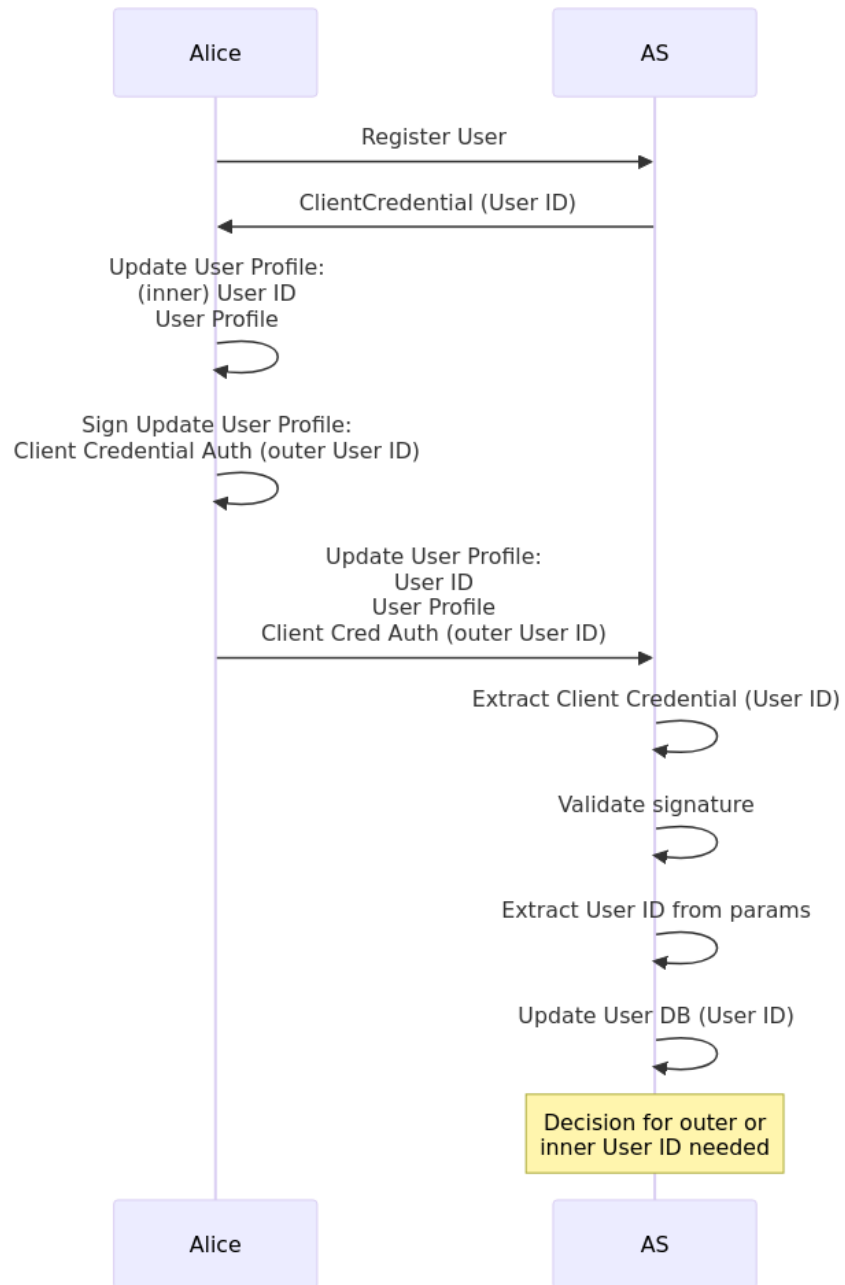 Alice
AS
Register User
ClientCredential (User ID)
Update User Profile:
(inner) User ID
User Profile
Sign Update User Profile:
Client Credential Auth (outer User ID)
Update User Profile:
User ID
User Profile
Client Cred Auth (outer User ID)
Extract Client Credential (User ID)
Validate signature
Extract User ID from params
Update User DB (User ID)
Decision for outer or
inner User ID needed
Alice
AS